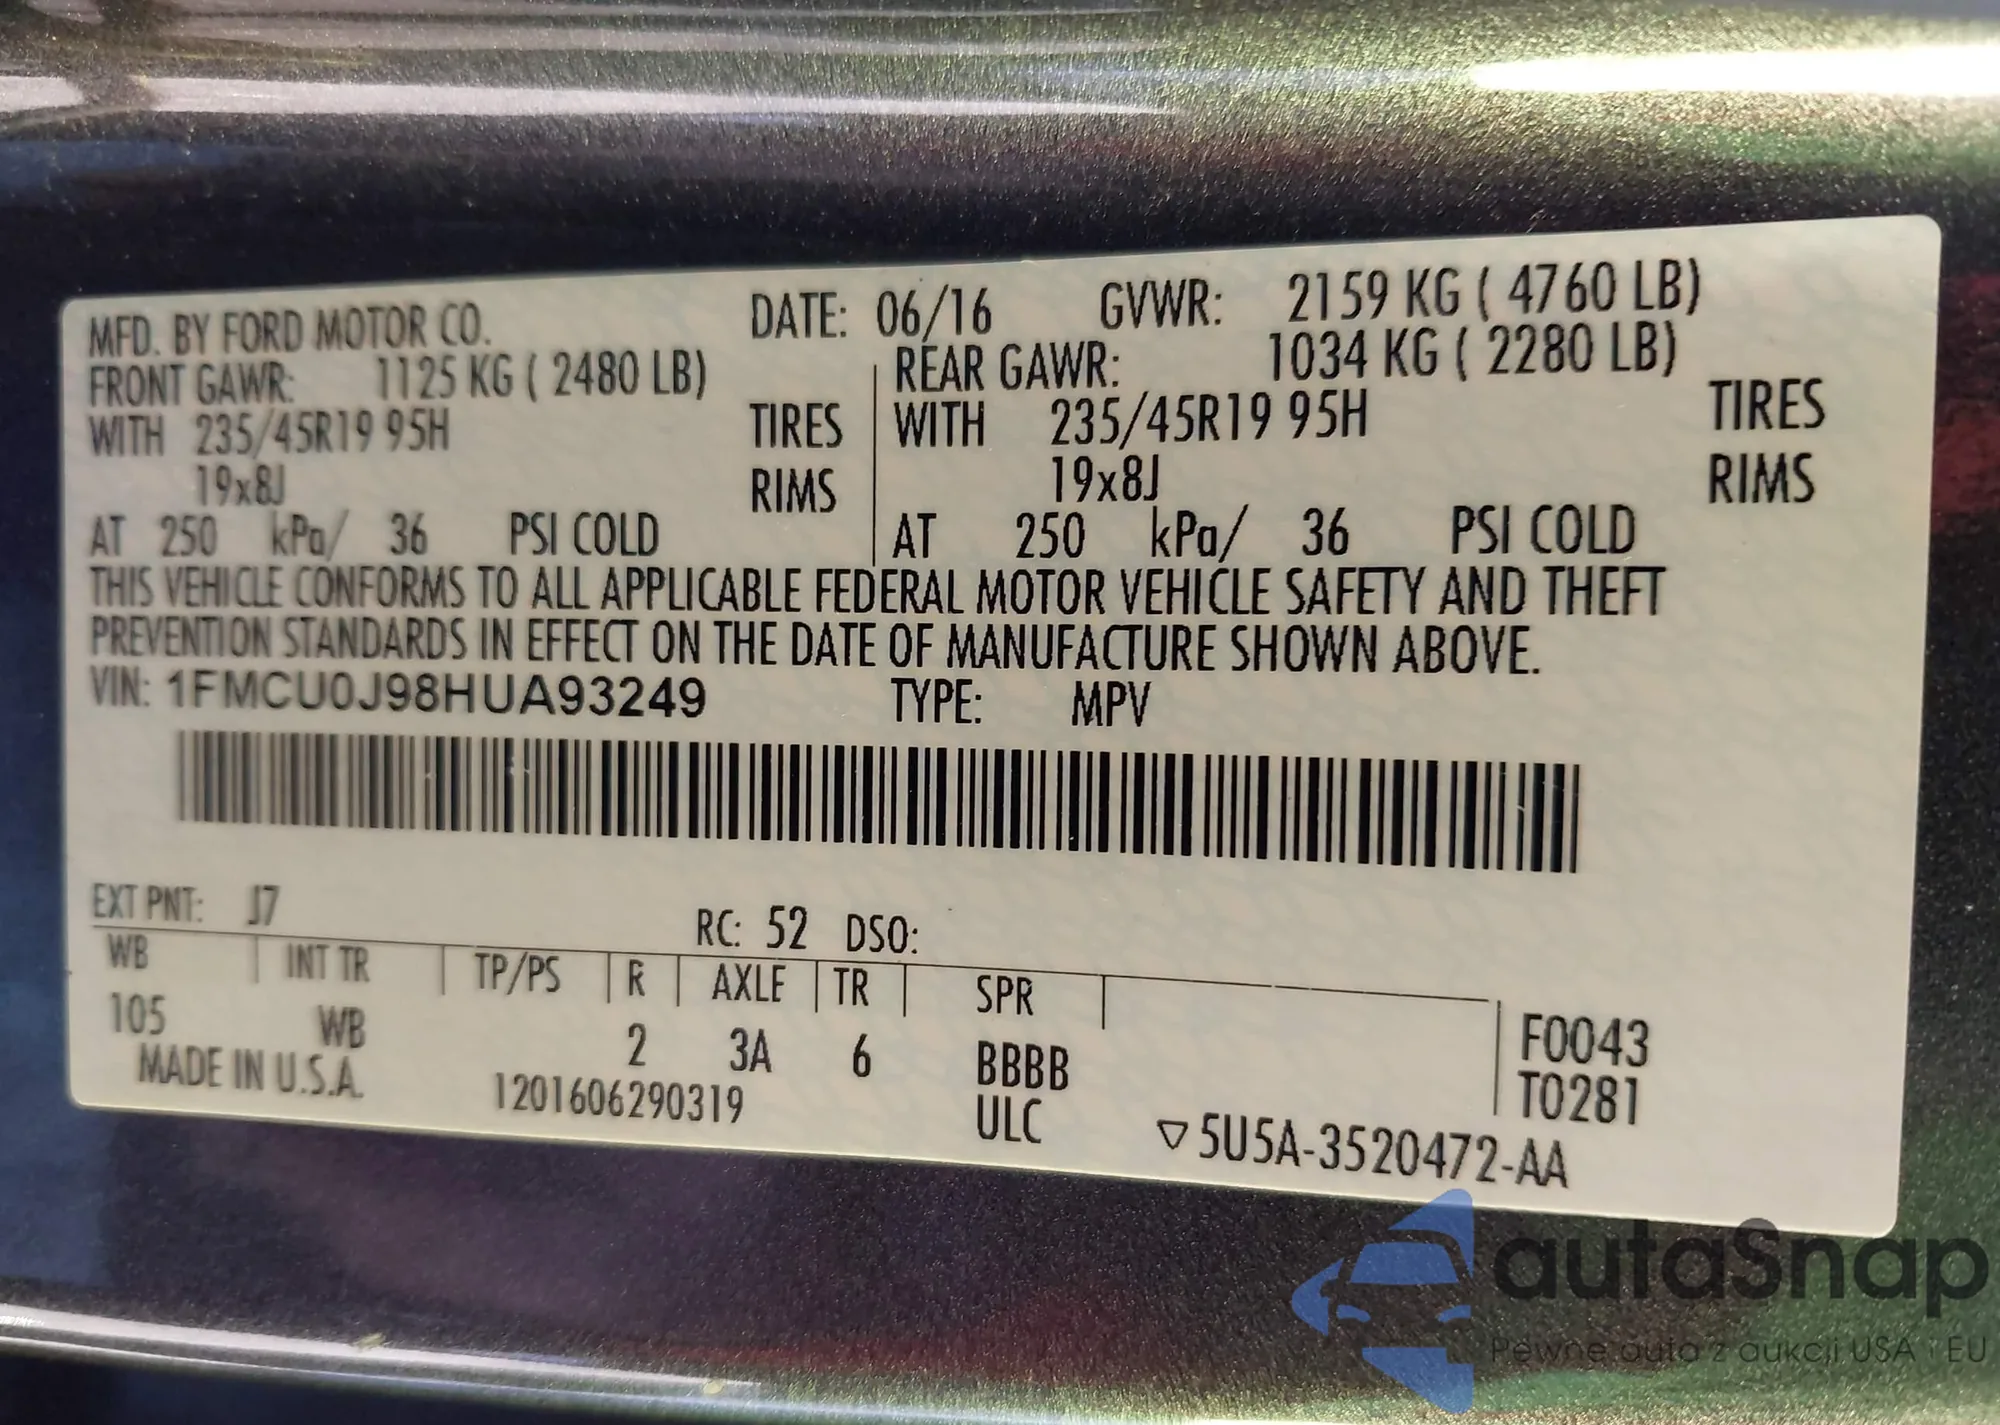 MFD. BY FORD MOTOR CO. DATE: 06/16 GVWR: 2159 KG ( 4760 LB)
FRONT GAWR: 1125 KG ( 2480 LB) REAR GAWR: 1034 KG ( 2280 LB)
WITH 235/45R19 95H TIRES WITH 235/45R19 95H TIRES
19x8J RIMS 19x8J RIMS
AT 250 kPa/ 36 PSI COLD AT 250 kPa/ 36 PSI COLD
THIS VEHICLE CONFORMS TO ALL APPLICABLE FEDERAL MOTOR VEHICLE SAFETY AND THEFT
PREVENTION STANDARDS IN EFFECT ON THE DATE OF MANUFACTURE SHOWN ABOVE.
VIN: 1FMCU0J98HUA93249 TYPE: MPV
EXT PNT: J7 RC: 52 DSO:
WB INT TR TP/PS R AXLE TR SPR
105 WB 2 3A 6 BBBB F0043
MADE IN U.S.A. 1201606290319 ULC T0281
▽5U5A-3520472-AA
autaSnap
Pewne auta z aukcji USA i EU